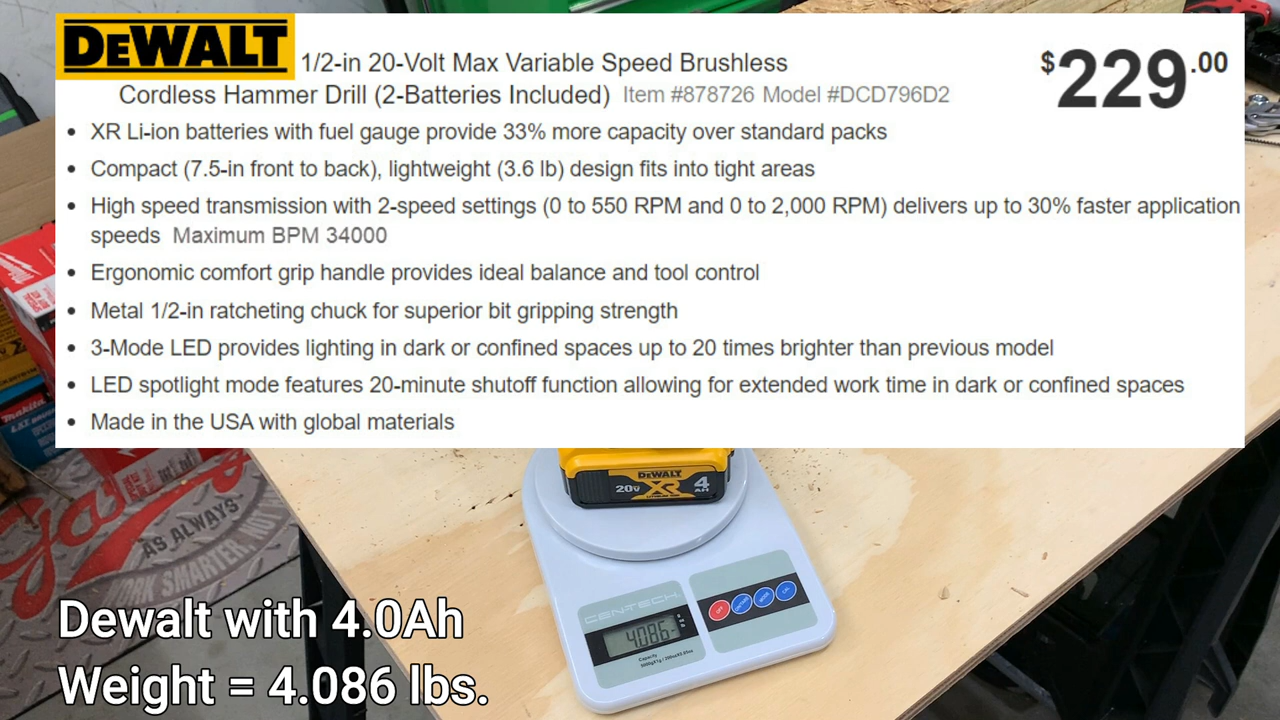 DEWALT
1/2-in 20-Volt Max Variable Speed Brushless
Cordless Hammer Drill (2-Batteries Included) Item #878726 Model #DCD796D2
$229.00
• XR Li-ion batteries with fuel gauge provide 33% more capacity over standard packs
• Compact (7.5-in front to back), lightweight (3.6 lb) design fits into tight areas
• High speed transmission with 2-speed settings (0 to 550 RPM and 0 to 2,000 RPM) delivers up to 30% faster application
speeds Maximum BPM 34000
• Ergonomic comfort grip handle provides ideal balance and tool control
• Metal 1/2-in ratcheting chuck for superior bit gripping strength
• 3-Mode LED provides lighting in dark or confined spaces up to 20 times brighter than previous model
• LED spotlight mode features 20-minute shutoff function allowing for extended work time in dark or confined spaces
• Made in the USA with global materials
makita
DEWALT
20V XR 4
AH
AS ALWAYS
WORK SMARTER, NOT
CEN-TECH
4.086
Capacity
OFF
MODE
Dewalt with 4.0Ah
Weight = 4.086 lbs.